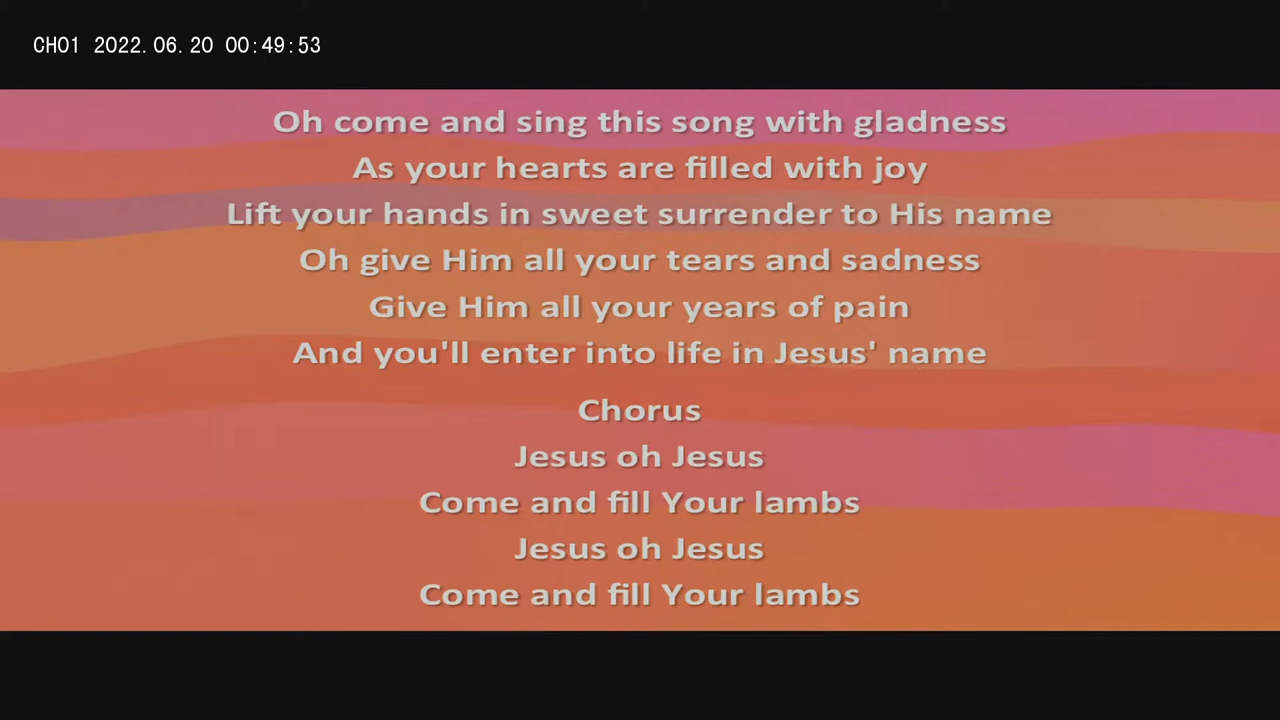 CH01 2022.06.20 00:49:53
Oh come and sing this song with gladness
As your hearts are filled with joy
Lift your hands in sweet surrender to His name
Oh give Him all your tears and sadness
Give Him all your years of pain
And you'll enter into life in Jesus' name
Chorus
Jesus oh Jesus
Come and fill Your lambs
Jesus oh Jesus
Come and fill Your lambs